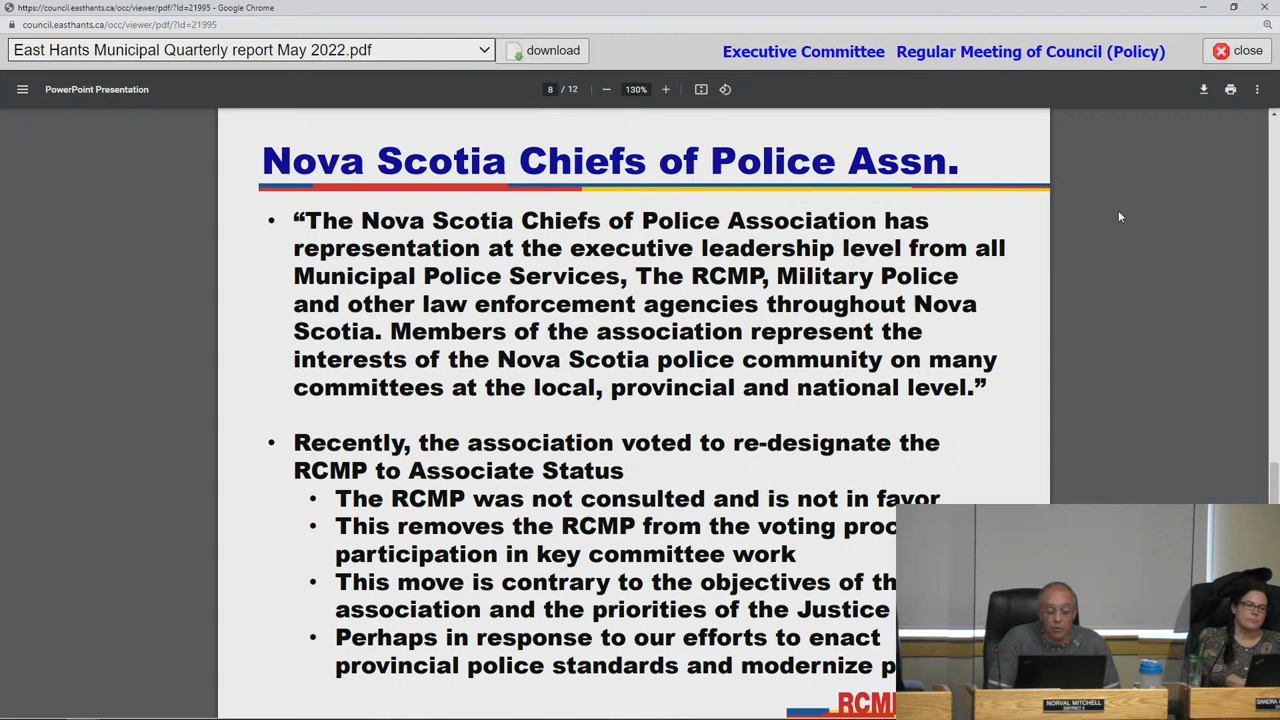 https://council.easthants.ca/occ/viewer/pdf/?Id=21995 - Google Chrome
council.easthants.ca/occ/viewer/pdf/?Id=21995
East Hants Municipal Quarterly report May 2022.pdf
download
Executive Committee Regular Meeting of Council (Policy)
close
PowerPoint Presentation
8 / 12
130%
Nova Scotia Chiefs of Police Assn.
• “The Nova Scotia Chiefs of Police Association has
representation at the executive leadership level from all
Municipal Police Services, The RCMP, Military Police
and other law enforcement agencies throughout Nova
Scotia. Members of the association represent the
interests of the Nova Scotia police community on many
committees at the local, provincial and national level.”
• Recently, the association voted to re-designate the
RCMP to Associate Status
• The RCMP was not consulted and is not in favor
• This removes the RCMP from the voting proc
participation in key committee work
• This move is contrary to the objectives of th
association and the priorities of the Justice
• Perhaps in response to our efforts to enact
provincial police standards and modernize p
RCMP
NORVAL MITCHELL
SANDRA